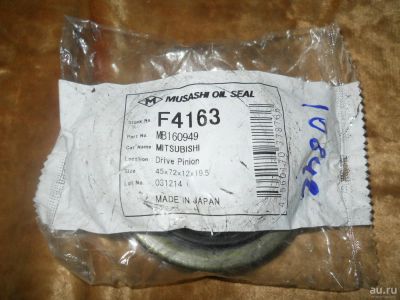 MUSASHI OIL SEAL
Stock No. F4163
Part No. MB160949
Car Name MITSUBISHI
Location Drive Pinion
Size 45x72x12x19.5
Lot No. 031214
MADE IN JAPAN
au.ru